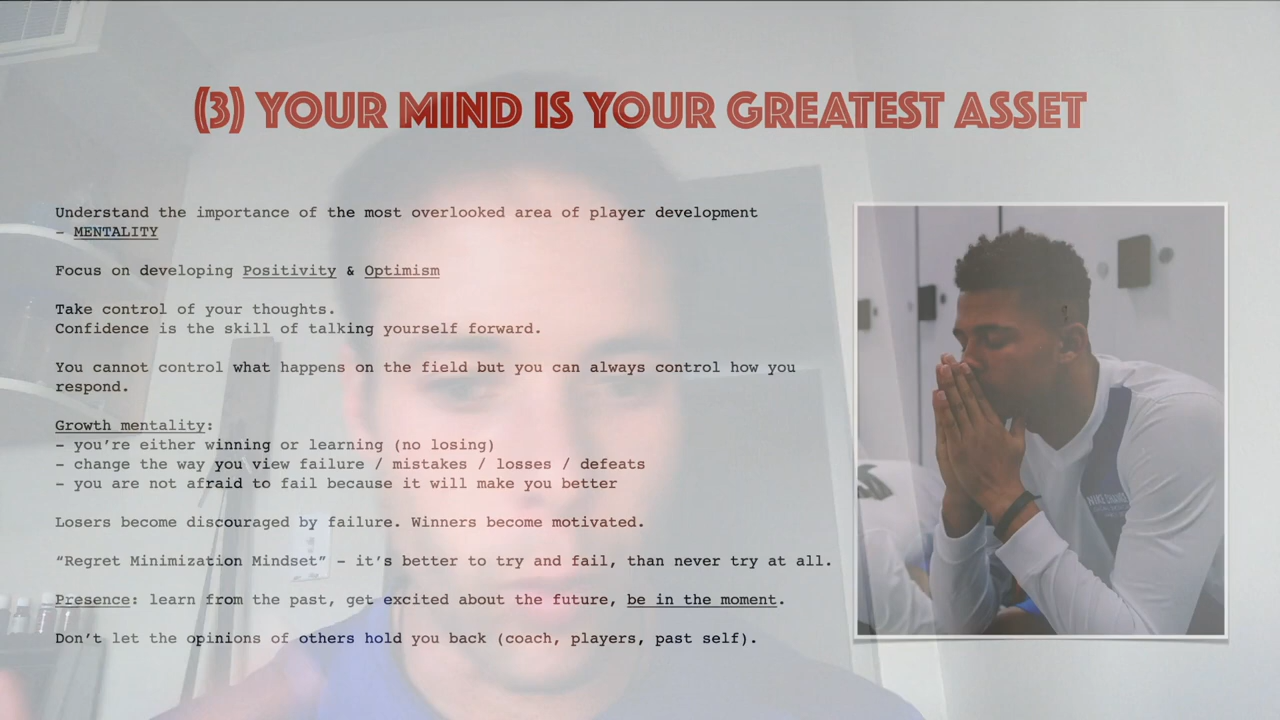 (3) YOUR MIND IS YOUR GREATEST ASSET
Understand the importance of the most overlooked area of player development
- MENTALITY
Focus on developing Positivity & Optimism
Take control of your thoughts.
Confidence is the skill of talking yourself forward.
You cannot control what happens on the field but you can always control how you
respond.
Growth mentality:
- you’re either winning or learning (no losing)
- change the way you view failure / mistakes / losses / defeats
- you are not afraid to fail because it will make you better
Losers become discouraged by failure. Winners become motivated.
“Regret Minimization Mindset” - it’s better to try and fail, than never try at all.
Presence: learn from the past, get excited about the future, be in the moment.
Don’t let the opinions of others hold you back (coach, players, past self).